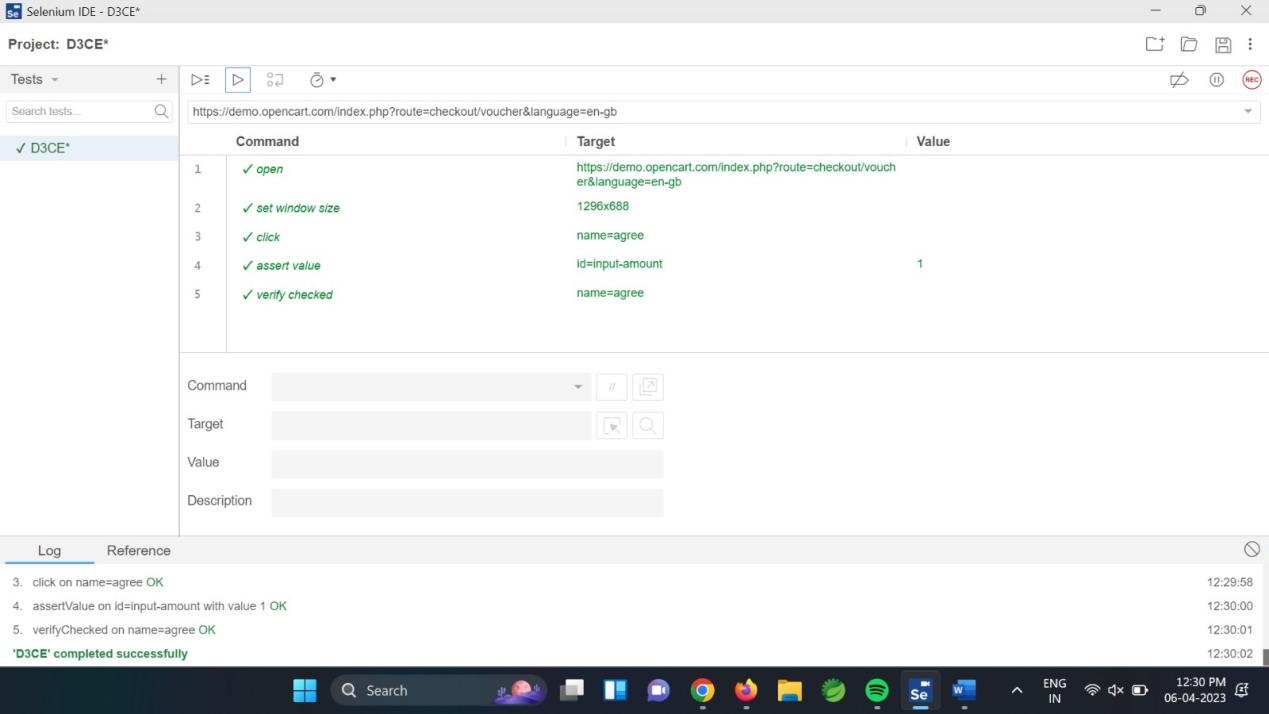 Se Selenium IDE - D3CE*
Project: D3CE*
Tests
Search tests...
✓ D3CE*
https://demo.opencart.com/index.php?route=checkout/voucher&language=en-gb
REC
Command Target Value
1 ✓ open https://demo.opencart.com/index.php?route=checkout/vouch
er&language=en-gb
2 ✓ set window size 1296x688
3 ✓ click name=agree
4 ✓ assert value id=input-amount 1
5 ✓ verify checked name=agree
Command //
Target
Value
Description
Log Reference
3. click on name=agree OK 12:29:58
4. assertValue on id=input-amount with value 1 OK 12:30:00
5. verifyChecked on name=agree OK 12:30:01
'D3CE' completed successfully 12:30:02
Search
Se
W
ENG
IN
12:30 PM
06-04-2023